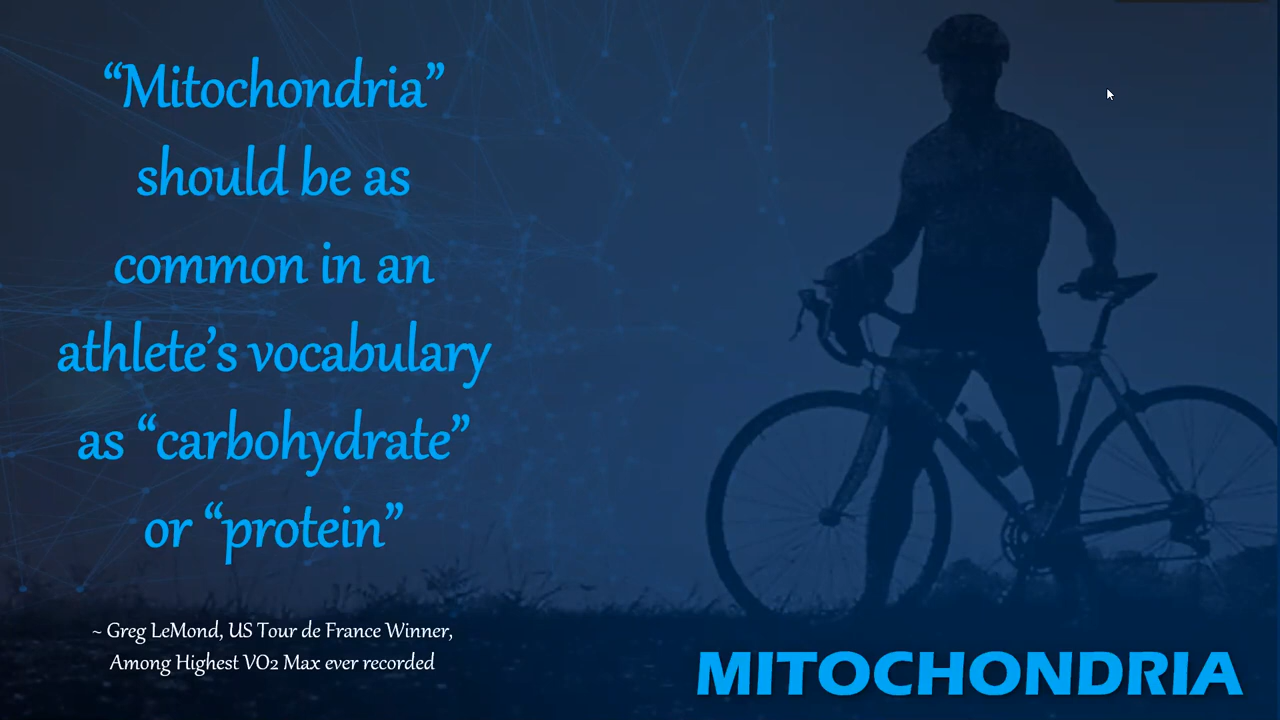 “Mitochondria”
should be as
common in an
athlete’s vocabulary
as “carbohydrate”
or “protein”
~ Greg LeMond, US Tour de France Winner,
Among Highest VO2 Max ever recorded
MITOCHONDRIA